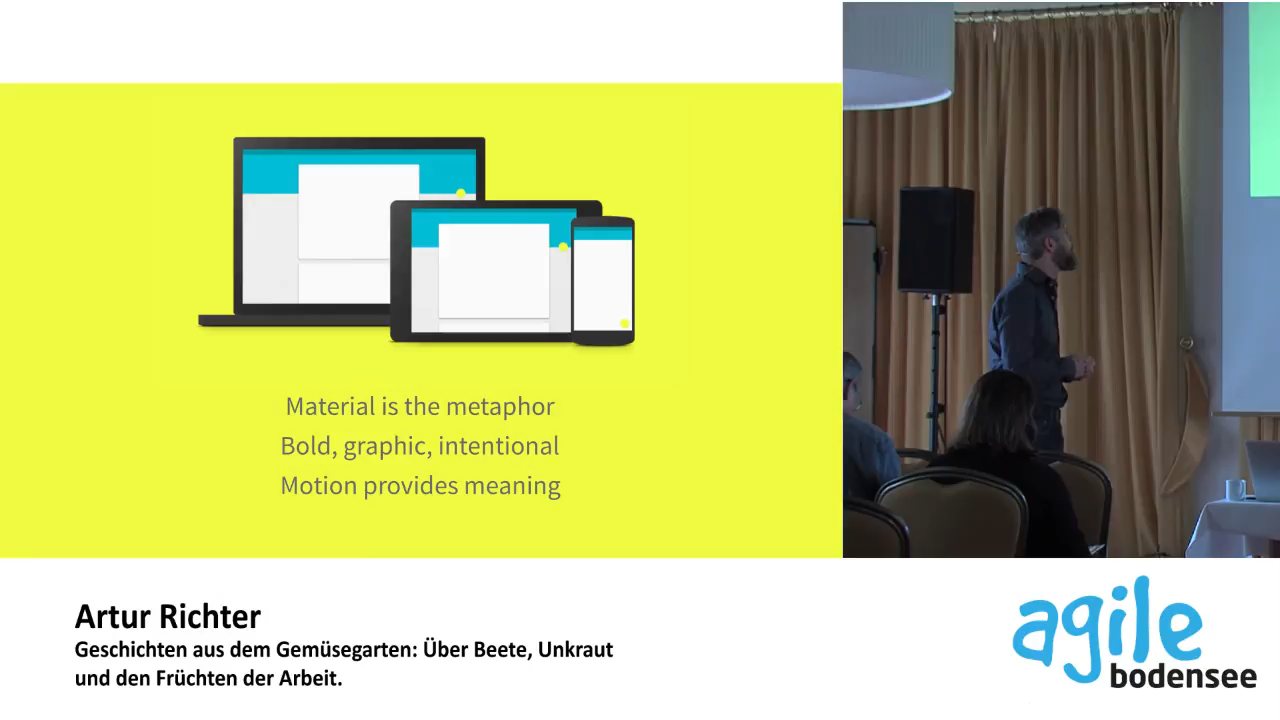 Material is the metaphor
Bold, graphic, intentional
Motion provides meaning
Artur Richter
Geschichten aus dem Gemüsegarten: Über Beete, Unkraut
und den Früchten der Arbeit.
agile
bodensee